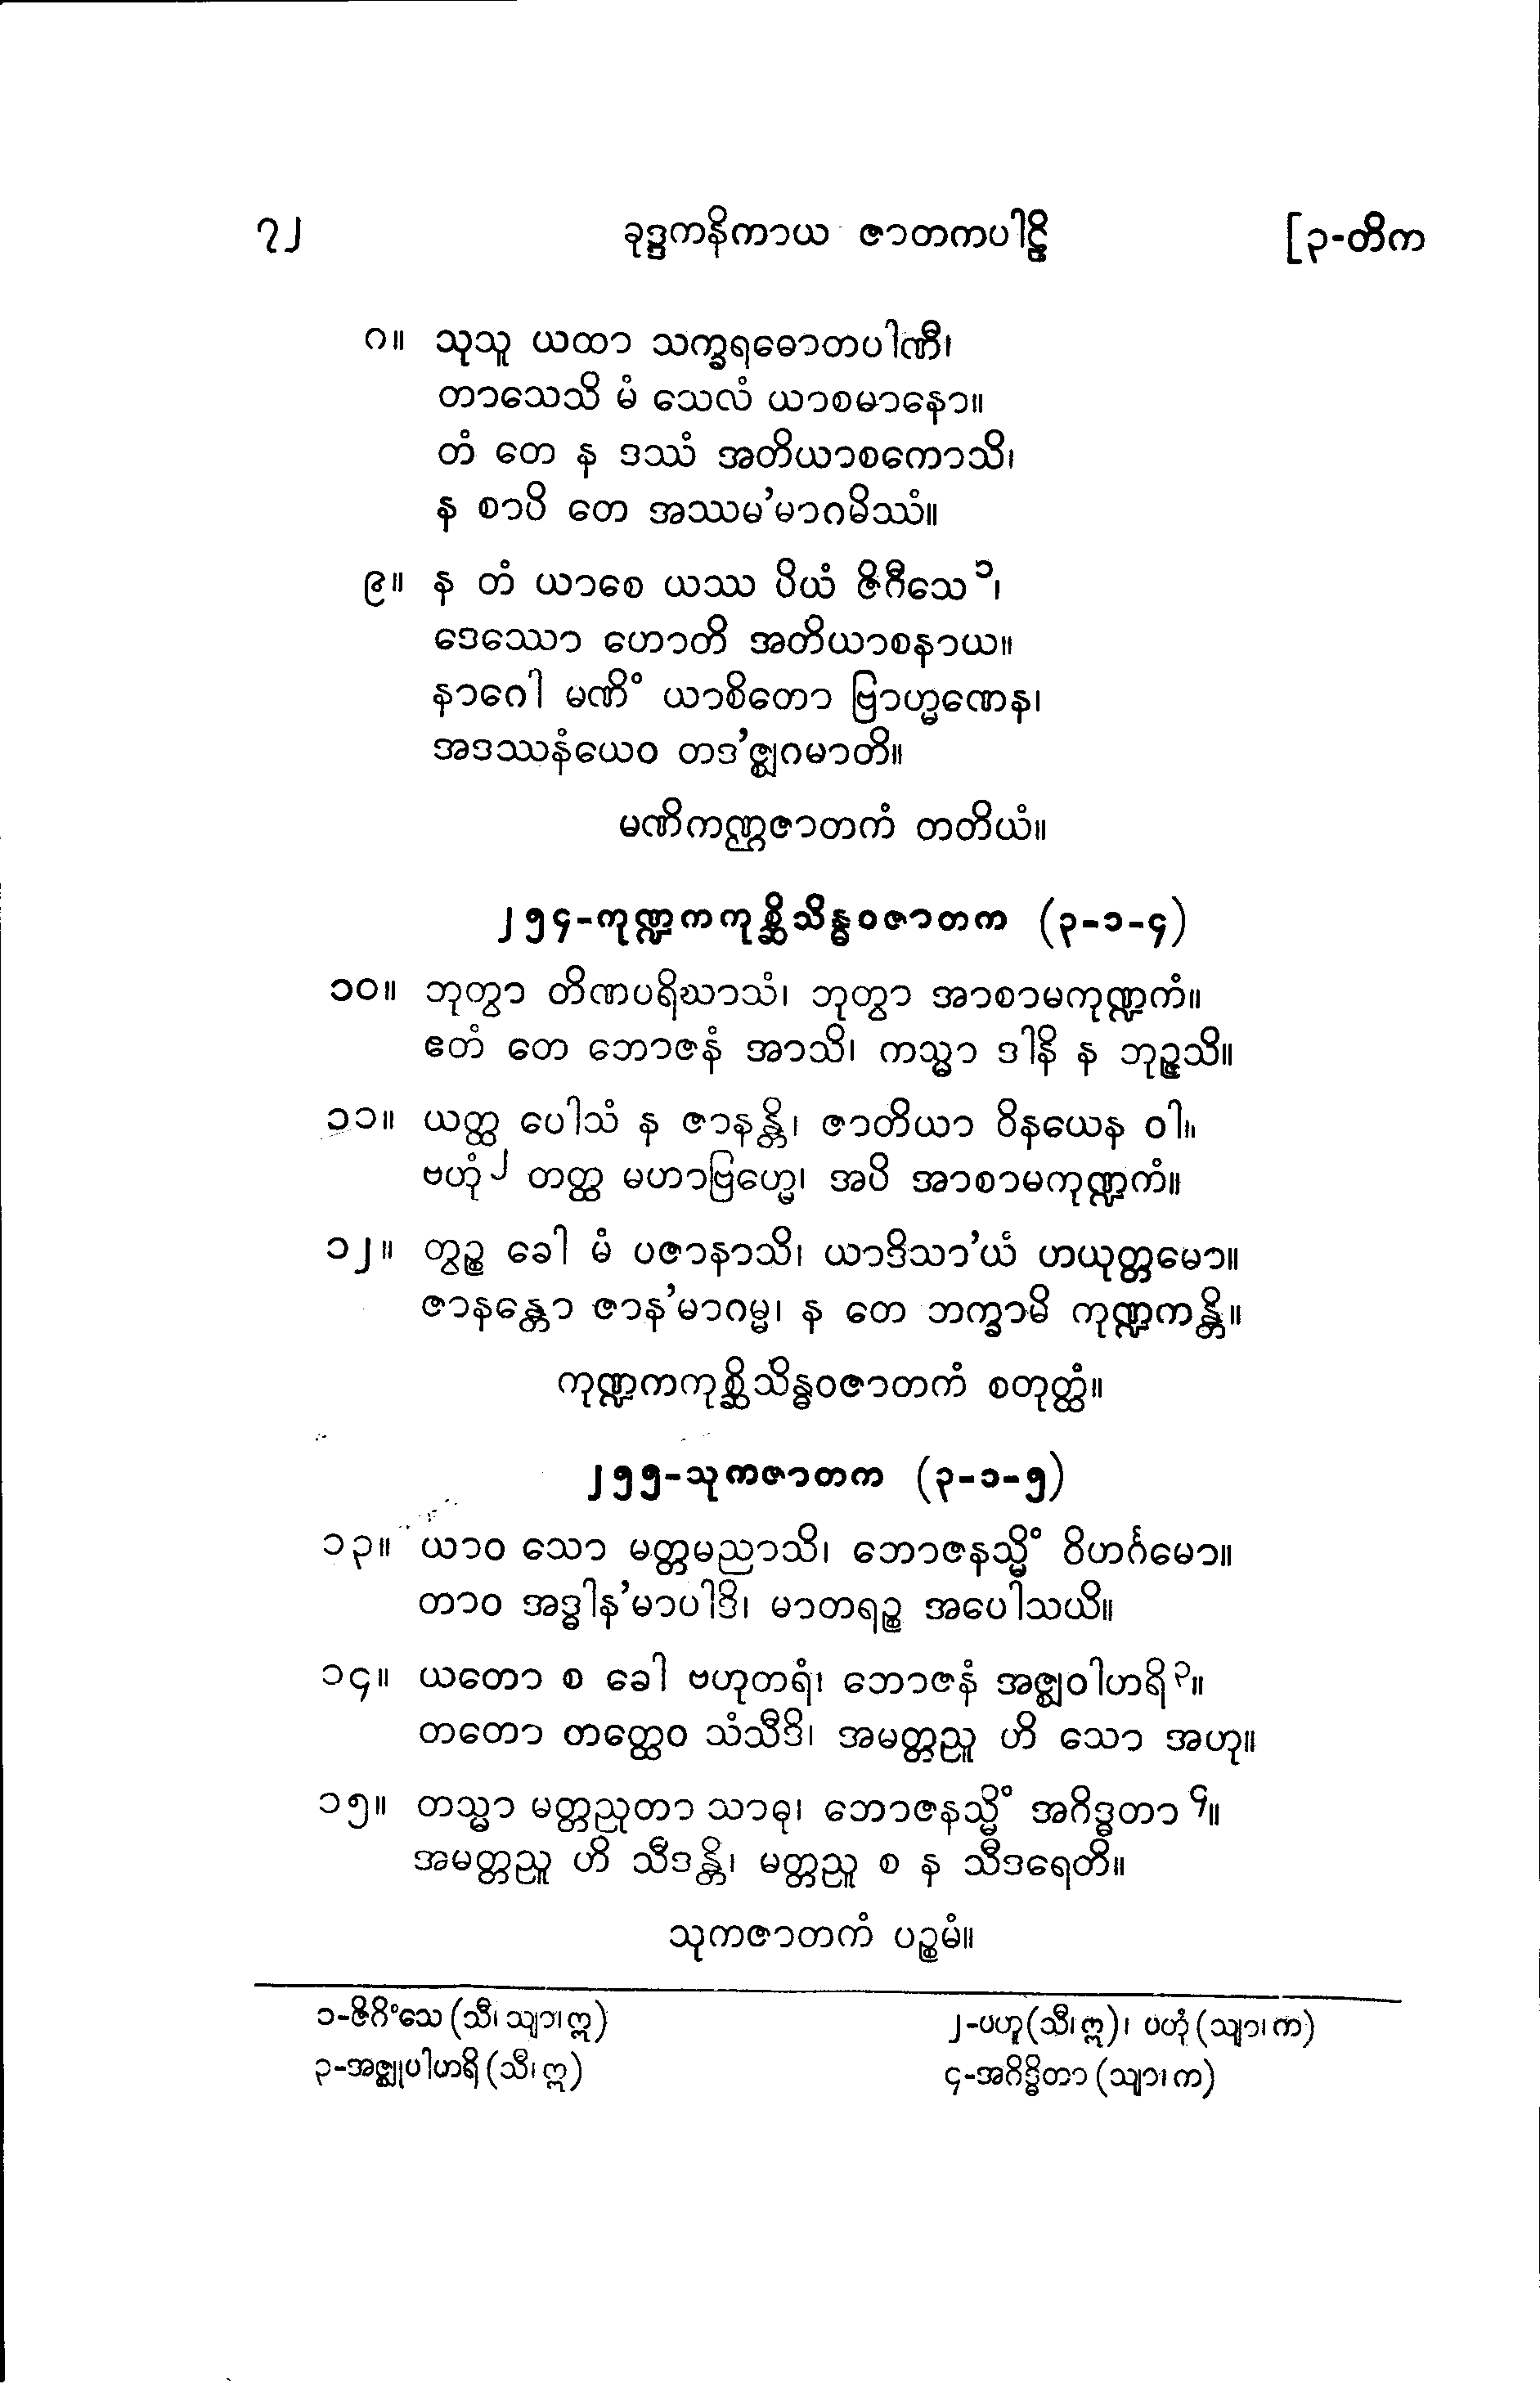 ၇၂ ခုဒ္ဒကနိကာယ ဇာတကပါဠိ [၃-တိက
၈။ သုသူ ယထာ သက္ခရဓောတပါဏီ၊
တာသေသိ မံ သေလံ ယာစမာနော။
တံ တေ န ဒဿံ အတိယာစကောသိ၊
န စာပိ တေ အဿမ'မာဂမိဿံ။
၉။ န တံ ယာစေ ယဿ ပိယံ ဇိဂီသေ၁၊
ဒေဿော ဟောတိ အတိယာစနာယ။
နာဂေါ မဏိံ ယာစိတော ဗြာဟ္မဏေန၊
အဒဿနံယေဝ တဒ'ဇ္ဈဂမာတိ။
မဏိကဏ္ဌဇာတကံ တတိယံ။
၂၅၄-ကုဏ္ဍကကုစ္ဆိသိန္ဓဝဇာတက (၃-၁-၄)
၁၀။ ဘုတွာ တိဏပရိဃာသံ၊ ဘုတွာ အာစာမကုဏ္ဍကံ။
ဧတံ တေ ဘောဇနံ အာသိ၊ ကသ္မာ ဒါနိ န ဘုဉ္ဇသိ။
၁၁။ ယတ္ထ ပေါသံ န ဇာနန္တိ၊ ဇာတိယာ ဝိနယေန ဝါ။
ဗဟုံ၂ တတ္ထ မဟာဗြဟ္မေ၊ အပိ အာစာမကုဏ္ဍကံ။
၁၂။ တွဉ္စ ခေါ မံ ပဇာနာသိ၊ ယာဒိသာ'ယံ ဟယုတ္တမော။
ဇာနန္တော ဇာန'မာဂမ္မ၊ န တေ ဘက္ခာမိ ကုဏ္ဍကန္တိ။
ကုဏ္ဍကကုစ္ဆိသိန္ဓဝဇာတကံ စတုတ္ထံ။
၂၅၅-သုကဇာတက (၃-၁-၅)
၁၃။ ယာဝ သော မတ္တမညာသိ၊ ဘောဇနသ္မိံ ဝိဟင်္ဂမော။
တာဝ အဒ္ဓါန'မာပါဒိ၊ မာတရဉ္စ အပေါသယိ။
၁၄။ ယတော စ ခေါ ဗဟုတရံ၊ ဘောဇနံ အဇ္ဈဝါဟရိ၃။
တတော တတ္ထေဝ သံသီဒိ၊ အမတ္တညူ ဟိ သော အဟု။
၁၅။ တသ္မာ မတ္တညုတာ သာဓု၊ ဘောဇနသ္မိံ အဂိဒ္ဓတာ၄။
အမတ္တညူ ဟိ သီဒန္တိ၊ မတ္တညူ စ န သီဒရေတိ။
သုကဇာတကံ ပဉ္စမံ။
၁-ဇိဂိံသေ (သီ၊ သျာ၊ ဣ) ၂-ပဟူ (သီ၊ ဣ)၊ ပဟုံ (သျာ၊ က)
၃-အဇ္ဈုပါဟရိ (သီ၊ ဣ) ၄-အဂိဒ္ဓိတာ (သျာ၊ က)